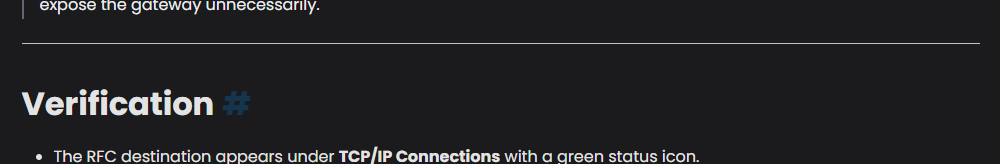 expose the gateway unnecessarily.
Verification #
• The RFC destination appears under TCP/IP Connections with a green status icon.